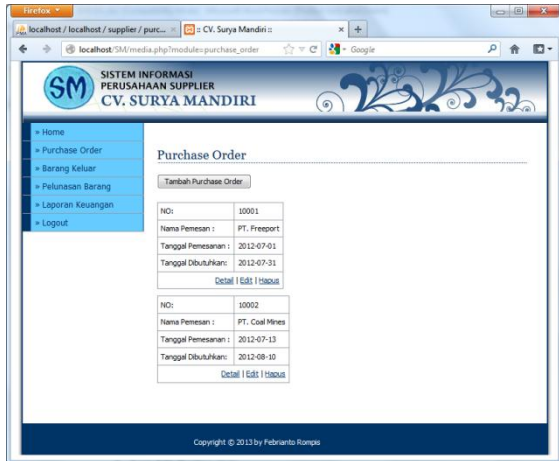 Firefox
localhost / localhost / supplier / purc...
:: CV. Surya Mandiri ::
localhost/SM/media.php?module=purchase_order
Google
SM
SISTEM INFORMASI
PERUSAHAAN SUPPLIER
CV. SURYA MANDIRI
» Home
» Purchase Order
» Barang Keluar
» Pelunasan Barang
» Laporan Keuangan
» Logout
Purchase Order
Tambah Purchase Order
NO: 10001
Nama Pemesan : PT. Freeport
Tanggal Pemesanan : 2012-07-01
Tanggal Dibutuhkan: 2012-07-31
Detail | Edit | Hapus
NO: 10002
Nama Pemesan : PT. Coal Mines
Tanggal Pemesanan : 2012-07-13
Tanggal Dibutuhkan: 2012-08-10
Detail | Edit | Hapus
Copyright © 2013 by Febrianto Rompis